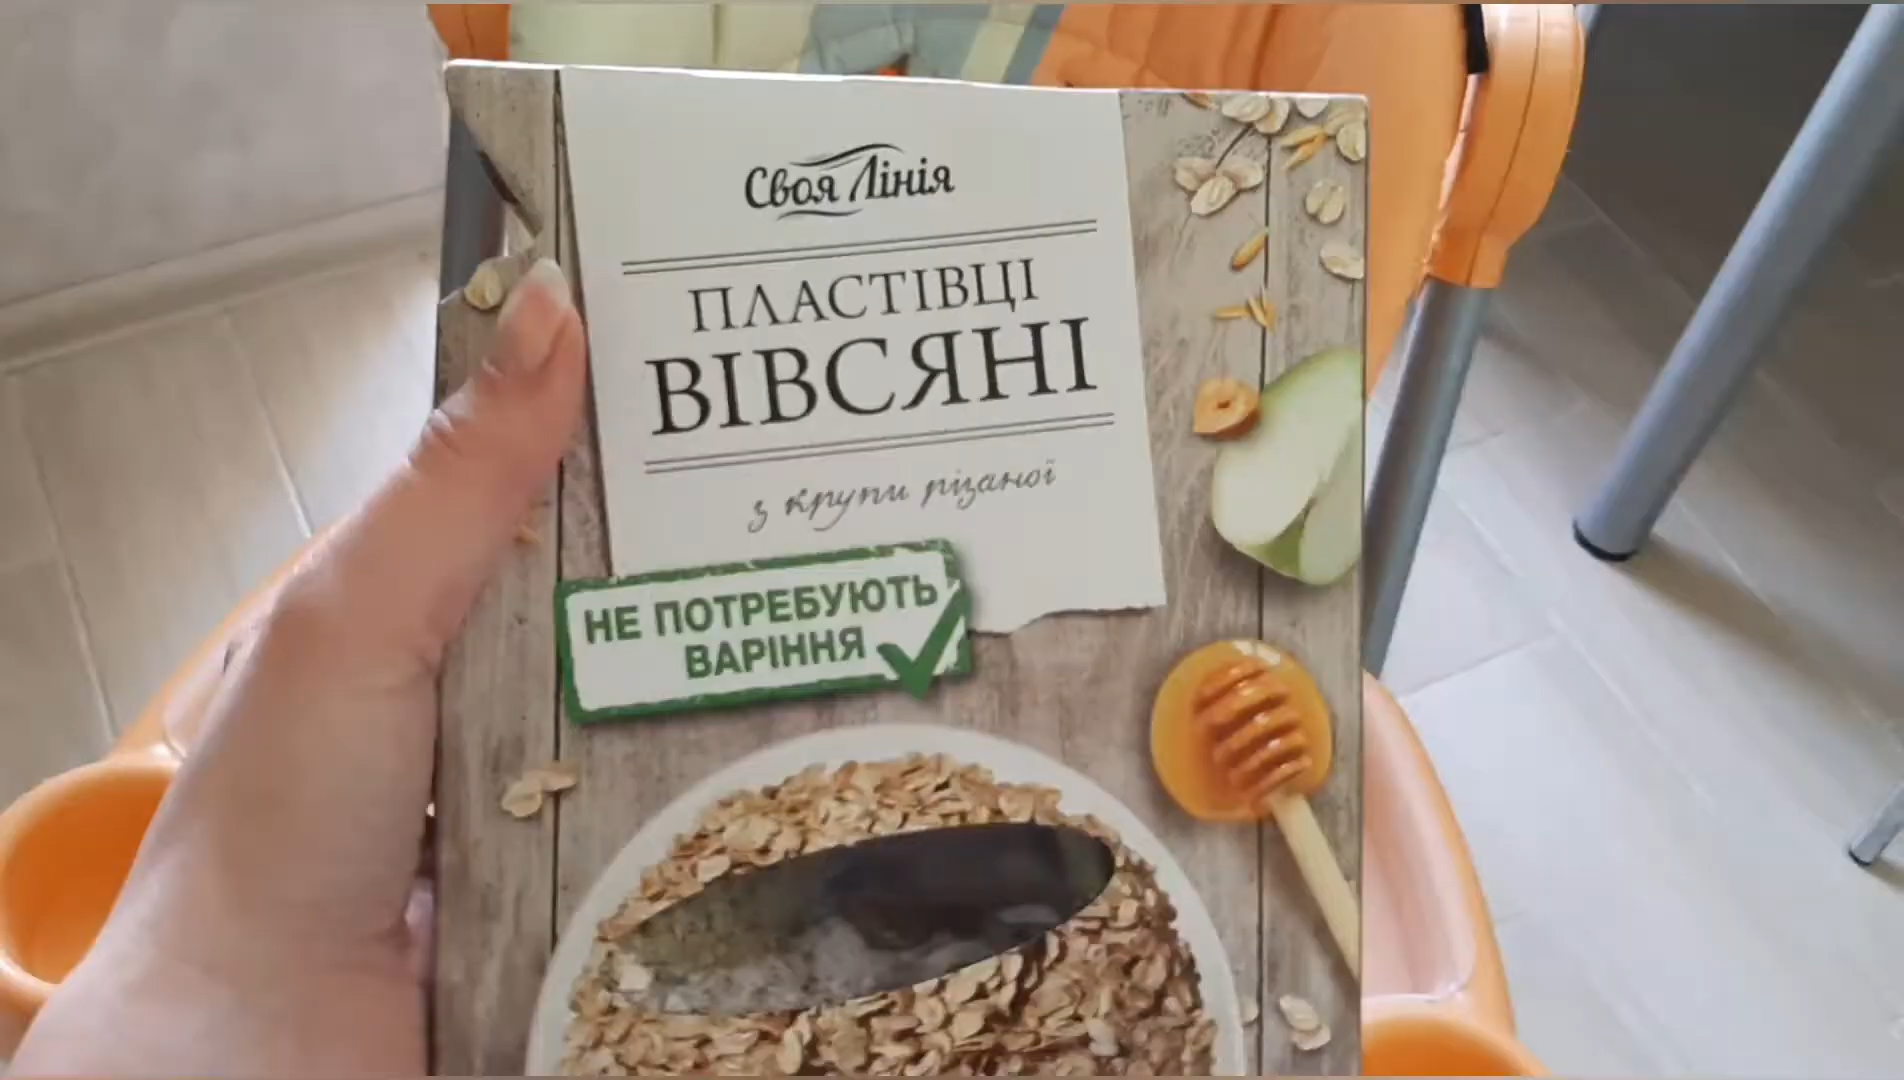 Своя Лінія
ПЛАСТІВЦІ
ВІВСЯНІ
з крупи різаної
НЕ ПОТРЕБУЮТЬ
ВАРІННЯ